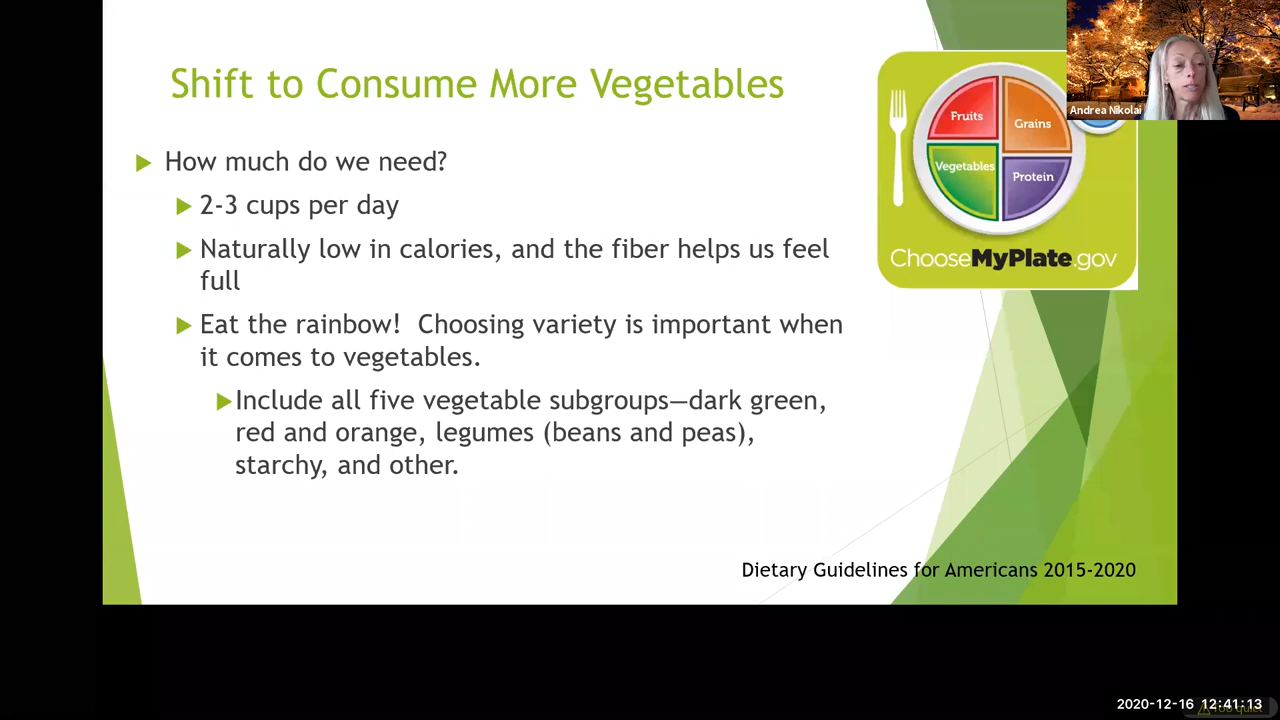 Shift to Consume More Vegetables
How much do we need?
2-3 cups per day
Naturally low in calories, and the fiber helps us feel
full
Eat the rainbow! Choosing variety is important when
it comes to vegetables.
Include all five vegetable subgroups—dark green,
red and orange, legumes (beans and peas),
starchy, and other.
Dietary Guidelines for Americans 2015-2020
Fruits
Grains
Vegetables
Protein
ChooseMyPlate.gov
Andrea Nikolai
2020-12-16 12:41:13